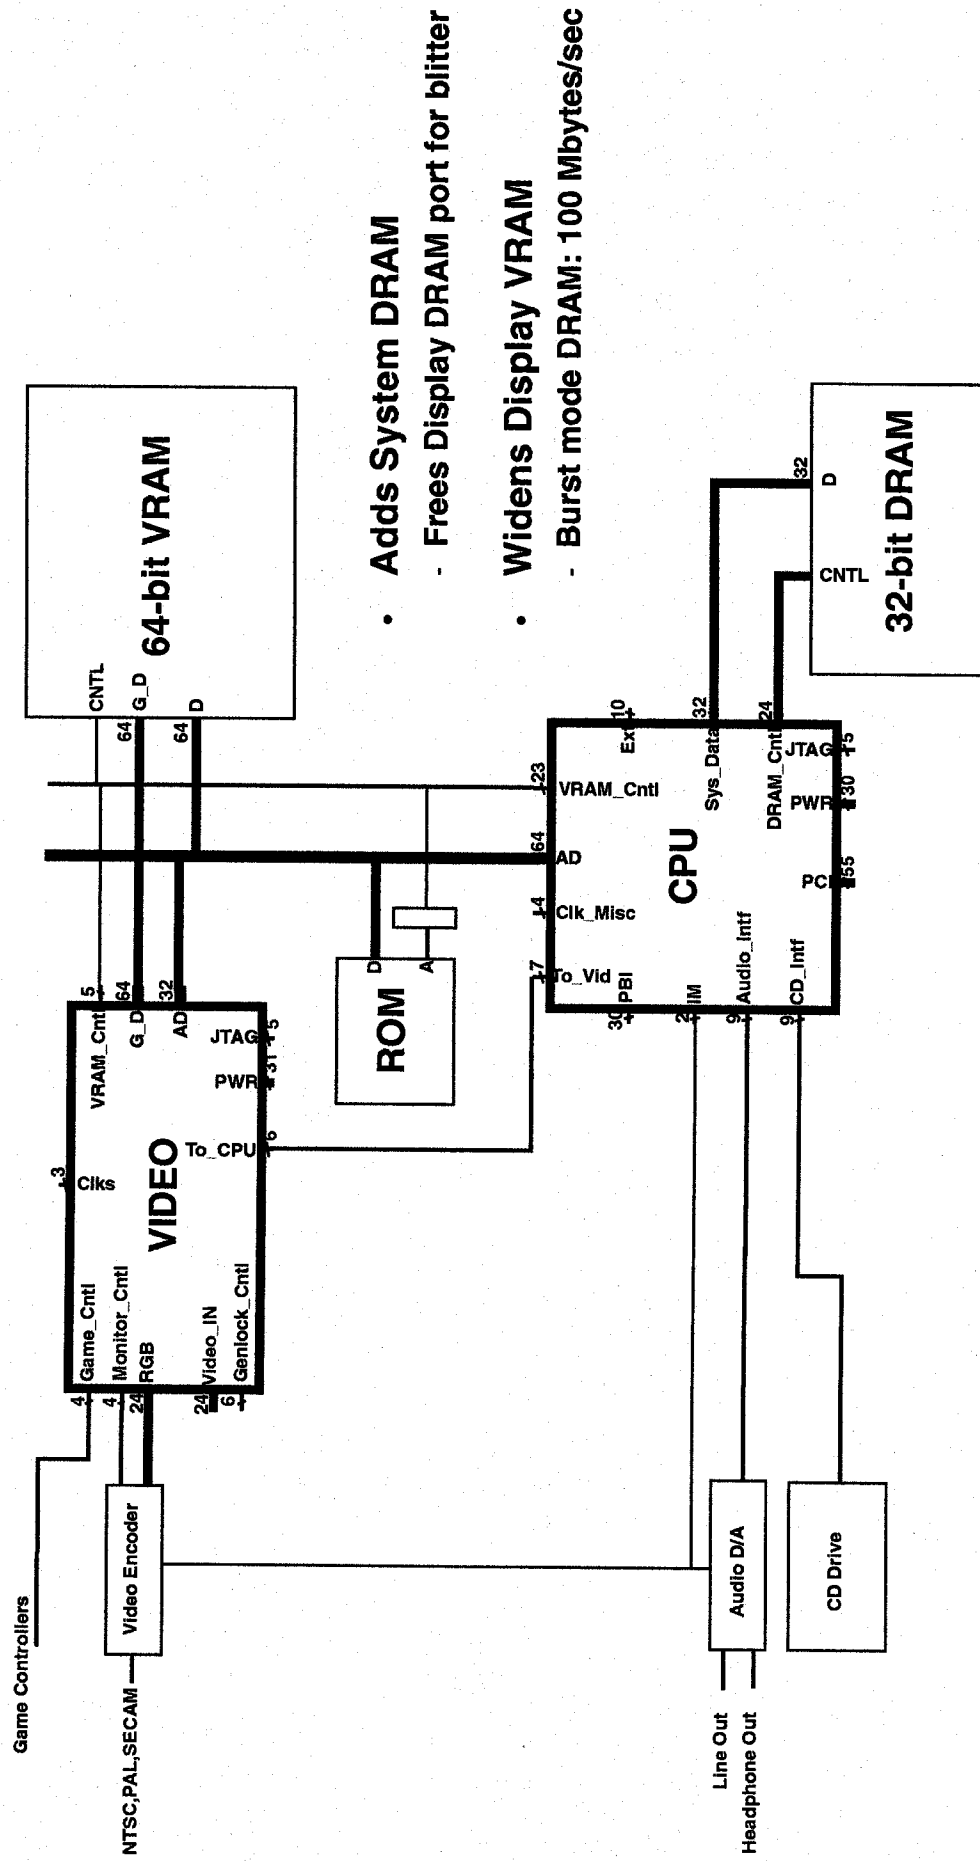 Game Controllers
NTSC,PAL,SECAM
Video Encoder
4
Game_Cntl
4
Monitor_Cntl
24
RGB
24
Video_IN
6
Genlock_Cntl
3
Clks
VIDEO
5
VRAM_Cntl
64
G_D
32
AD
JTAG
5
PWR
31
To_CPU
6
CNTL
64
G_D
64
D
64-bit VRAM
ROM
D
A
• Adds System DRAM
- Frees Display DRAM port for blitter
• Widens Display VRAM
- Burst mode DRAM: 100 Mbytes/sec
23
VRAM_Cntl
64
AD
4
Clk_Misc
7
To_Vid
30
PBI
2
IM
9
Audio_Intf
9
CD_Intf
CPU
Ext
10
Sys_Data
32
DRAM_Cntl
24
JTAG
5
PWR
30
PCI
55
32
D
CNTL
32-bit DRAM
Line Out
Headphone Out
Audio D/A
CD Drive